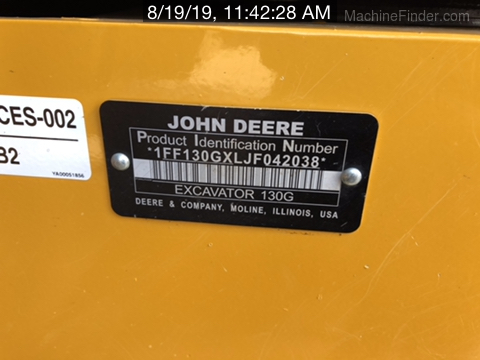 8/19/19, 11:42:28 AM
MachineFinder.com
CES-002
B2
YA00051856
JOHN DEERE
Product Identification Number
*1FF130GXLJF042038*
EXCAVATOR 130G
DEERE & COMPANY, MOLINE, ILLINOIS, USA